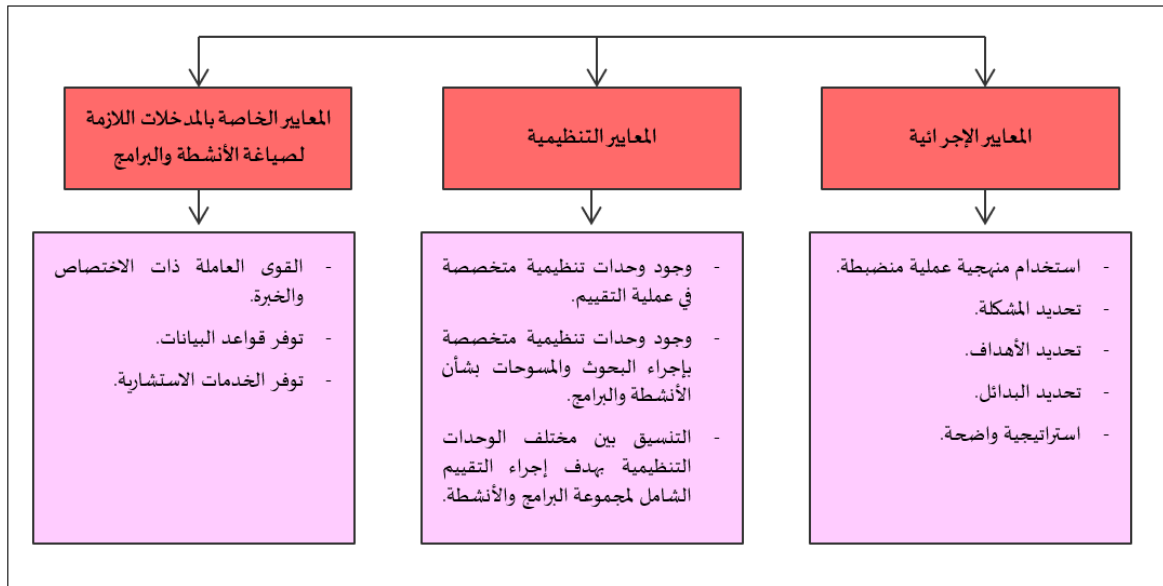 المعايير الإجرائية
- استخدام منهجية عملية منضبطة.
- تحديد المشكلة.
- تحديد الأهداف.
- تحديد البدائل.
- استراتيجية واضحة.
المعايير التنظيمية
- وجود وحدات تنظيمية متخصصة
في عملية التقييم.
- وجود وحدات تنظيمية متخصصة
بإجراء البحوث والمسوحات بشأن
الأنشطة والبرامج.
- التنسيق بين مختلف الوحدات
التنظيمية بهدف إجراء التقييم
الشامل لمجموعة البرامج والأنشطة.
المعايير الخاصة بالمدخلات اللازمة
لصياغة الأنشطة والبرامج
- القوى العاملة ذات الاختصاص
والخبرة.
- توفر قواعد البيانات.
- توفر الخدمات الاستشارية.